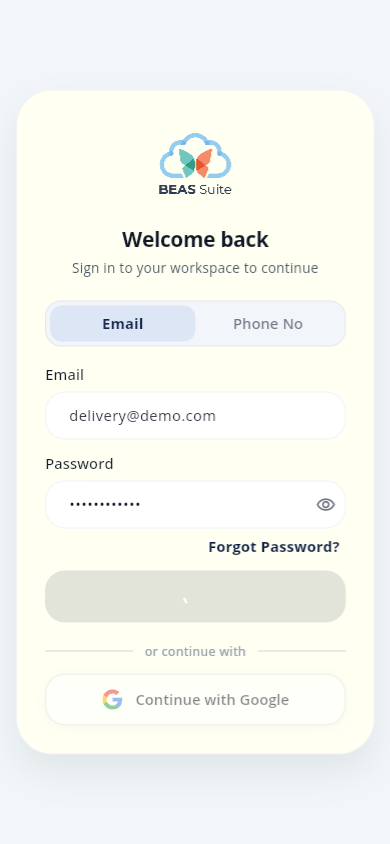 BEAS Suite
Welcome back
Sign in to your workspace to continue
Email
Phone No
Email
delivery@demo.com
Password
••••••••••••
Forgot Password?
or continue with
Continue with Google